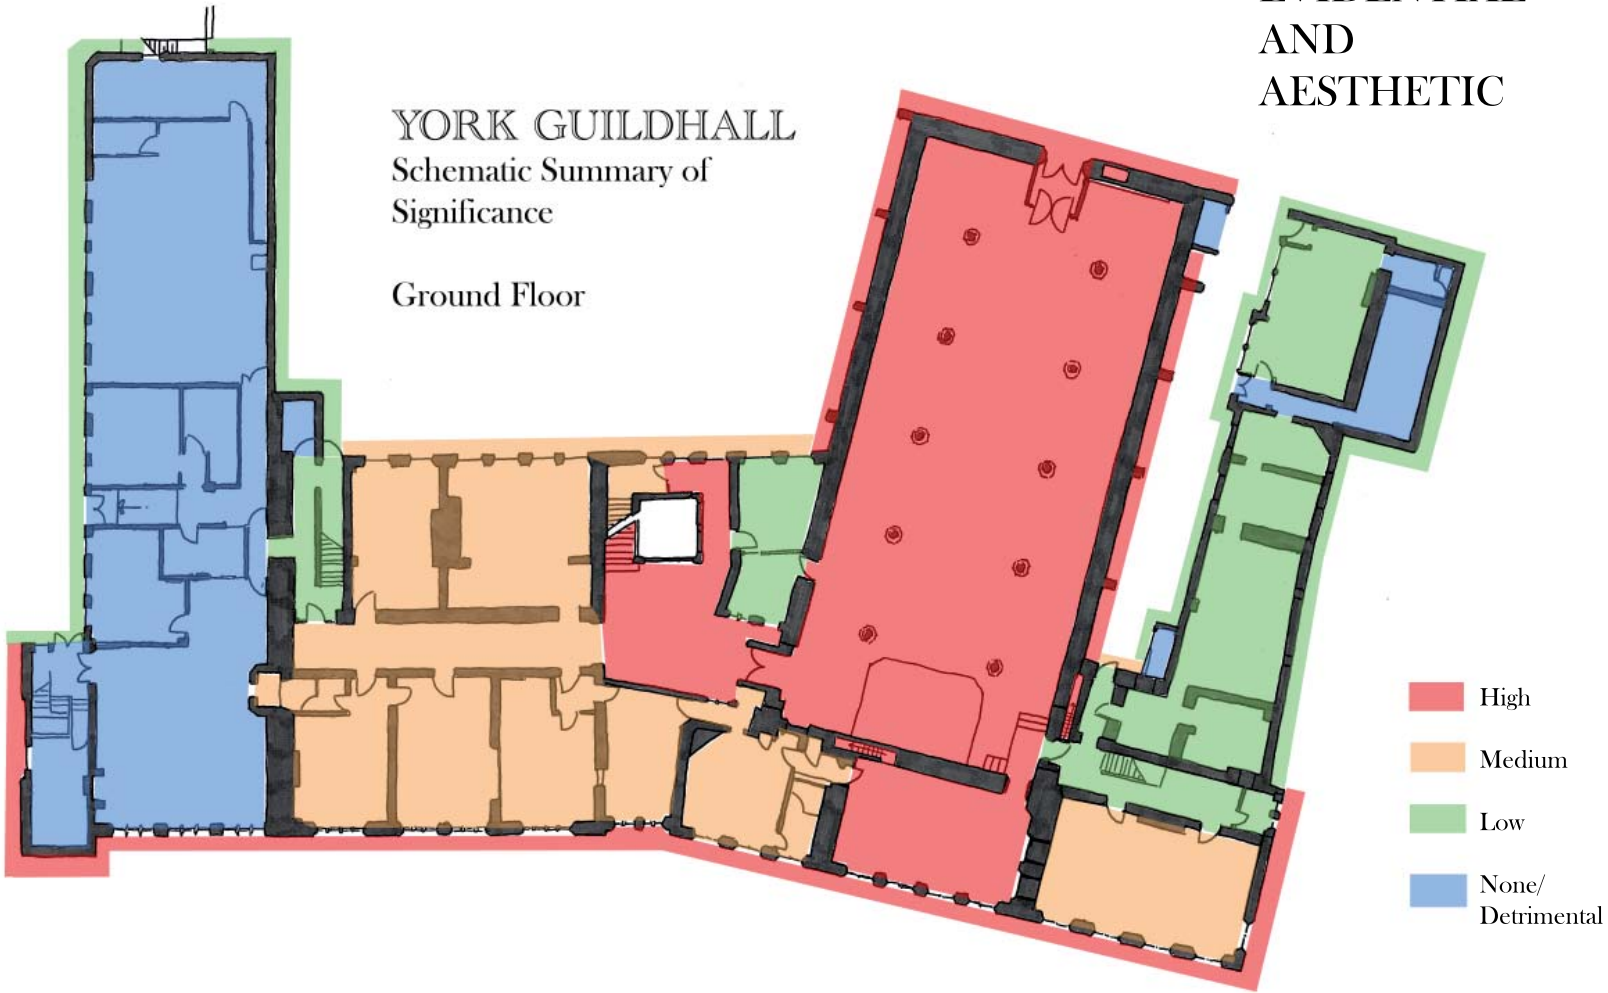 AND
AESTHETIC
YORK GUILDHALL
Schematic Summary of
Significance
Ground Floor
High
Medium
Low
None/
Detrimental